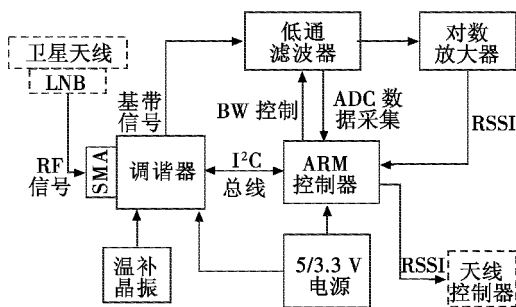 卫星天线
LNB
RF
信号
SMA
调谐器
基带
信号
低通
滤波器
对数
放大器
BW 控制
ADC 数
据采集
RSSI
I²C
总线
ARM
控制器
温补
晶振
5/3.3 V
电源
RSSI
天线
控制器